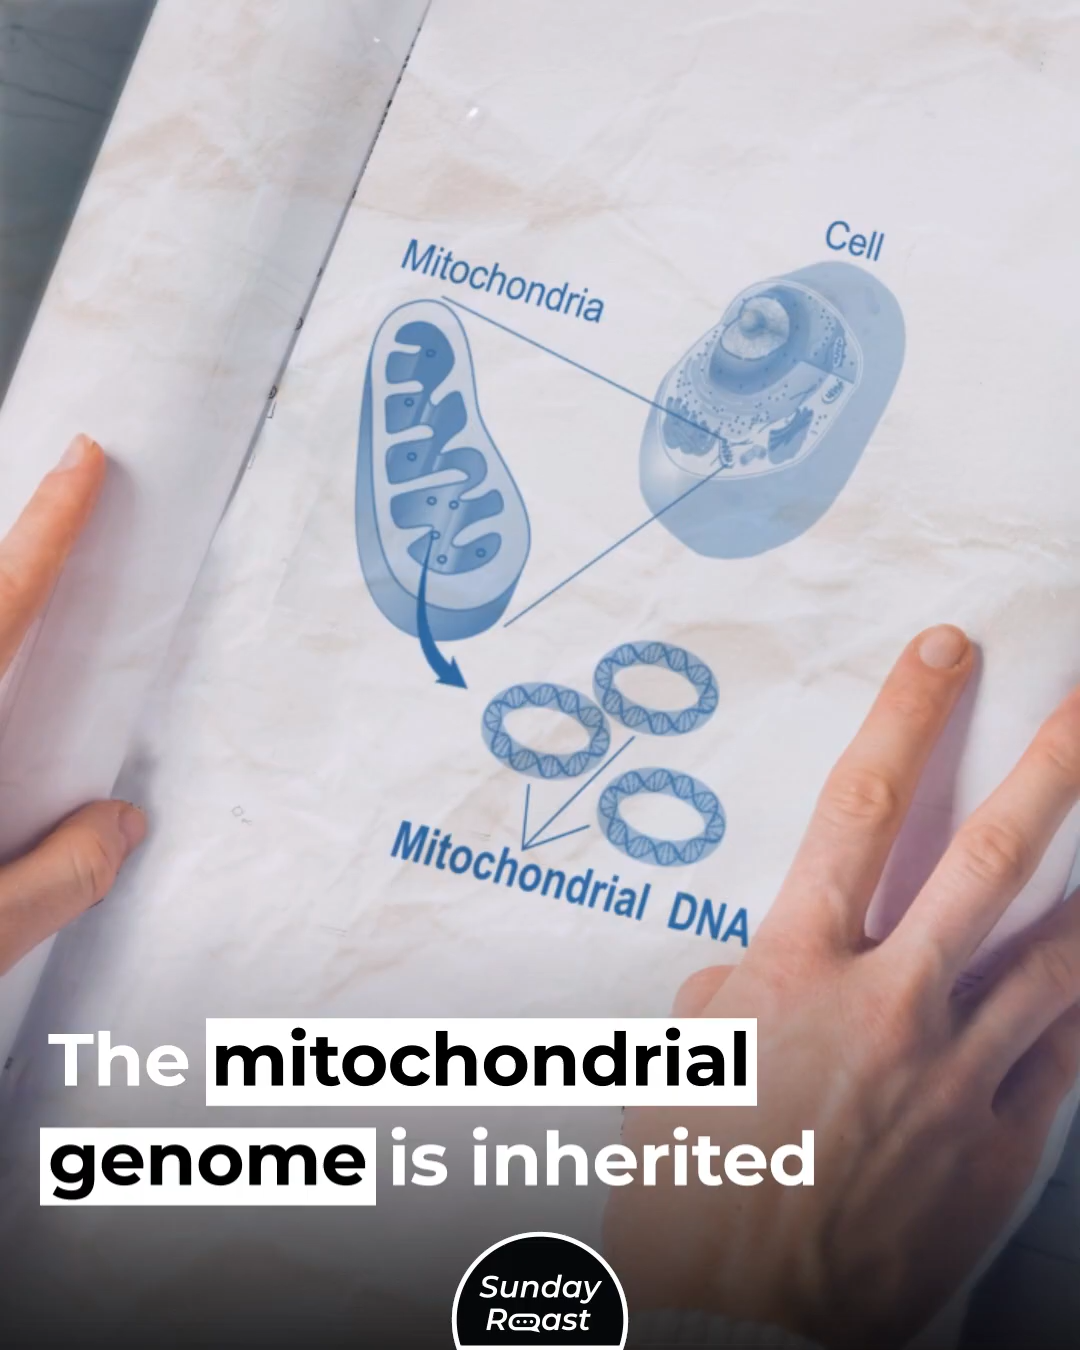 Cell
Mitochondria
Mitochondrial DNA
The mitochondrial
genome is inherited
Sunday
Roast